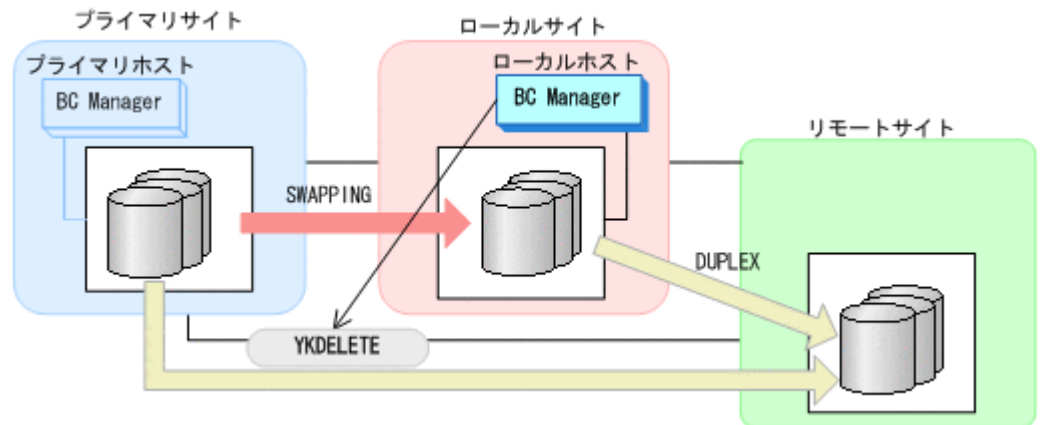 プライマリサイト
ローカルサイト
プライマリホスト
ローカルホスト
BC Manager
BC Manager
リモートサイト
SWAPPING
DUPLEX
YKDELETE